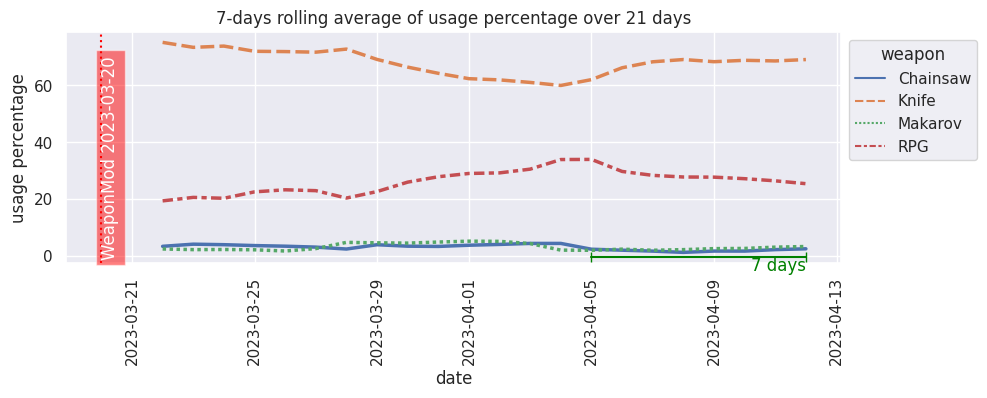 7-days rolling average of usage percentage over 21 days
usage percentage
60
40
20
0
WeaponMod 2023-03-20
7 days
2023-03-21
2023-03-25
2023-03-29
2023-04-01
2023-04-05
2023-04-09
2023-04-13
date
weapon
Chainsaw
Knife
Makarov
RPG